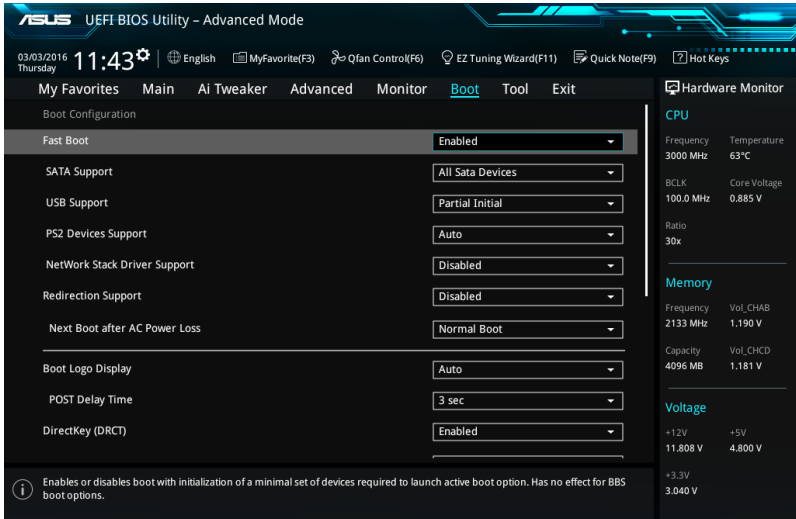 ASUS UEFI BIOS Utility – Advanced Mode
03/03/2016 Thursday 11:43 English MyFavorite(F3) Qfan Control(F6) EZ Tuning Wizard(F11) Quick Note(F9) ? Hot Keys
My Favorites Main Ai Tweaker Advanced Monitor Boot Tool Exit
Boot Configuration
Fast Boot Enabled
SATA Support All Sata Devices
USB Support Partial Initial
PS2 Devices Support Auto
NetWork Stack Driver Support Disabled
Redirection Support Disabled
Next Boot after AC Power Loss Normal Boot
Boot Logo Display Auto
POST Delay Time 3 sec
DirectKey (DRCT) Enabled
i Enables or disables boot with initialization of a minimal set of devices required to launch active boot option. Has no effect for BBS
boot options.
Hardware Monitor
CPU
Frequency Temperature
3000 MHz 63°C
BCLK Core Voltage
100.0 MHz 0.885 V
Ratio
30x
Memory
Frequency Vol_CHAB
2133 MHz 1.190 V
Capacity Vol_CHCD
4096 MB 1.181 V
Voltage
+12V +5V
11.808 V 4.800 V
+3.3V
3.040 V